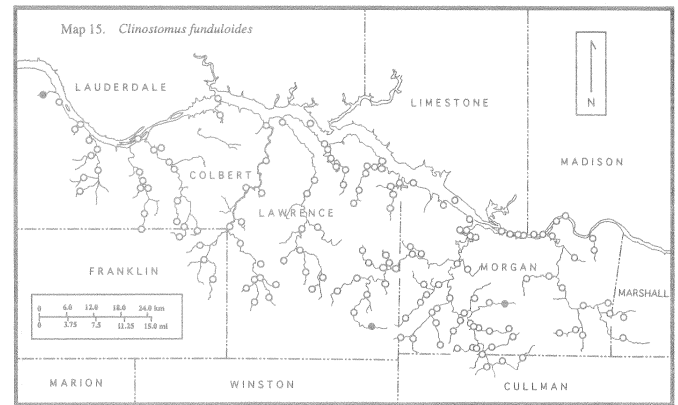 Map 15. Clinostomus funduloides
LAUDERDALE
LIMESTONE
N
MADISON
COLBERT
LAWRENCE
FRANKLIN
MORGAN
MARSHALL
0 6.0 12.0 18.0 24.0 km
0 3.75 7.5 11.25 15.0 mi
MARION
WINSTON
CULLMAN